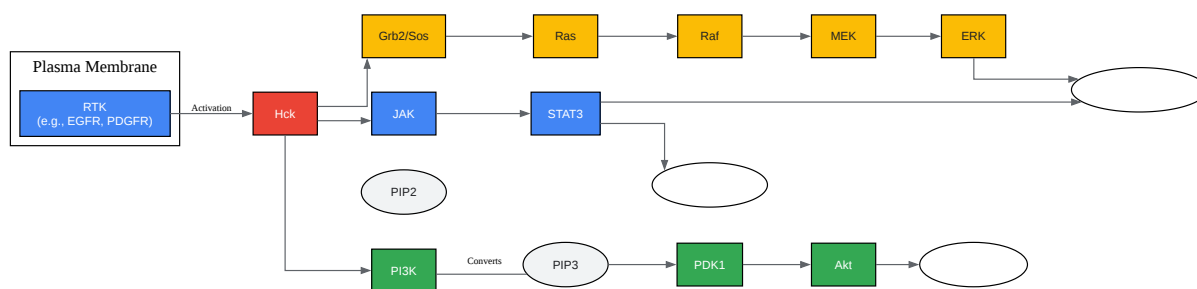 Grb2/Sos
Ras
Raf
MEK
ERK
Plasma Membrane
RTK
(e.g., EGFR, PDGFR)
Activation
Hck
JAK
STAT3
PIP2
PI3K
Converts
PIP3
PDK1
Akt